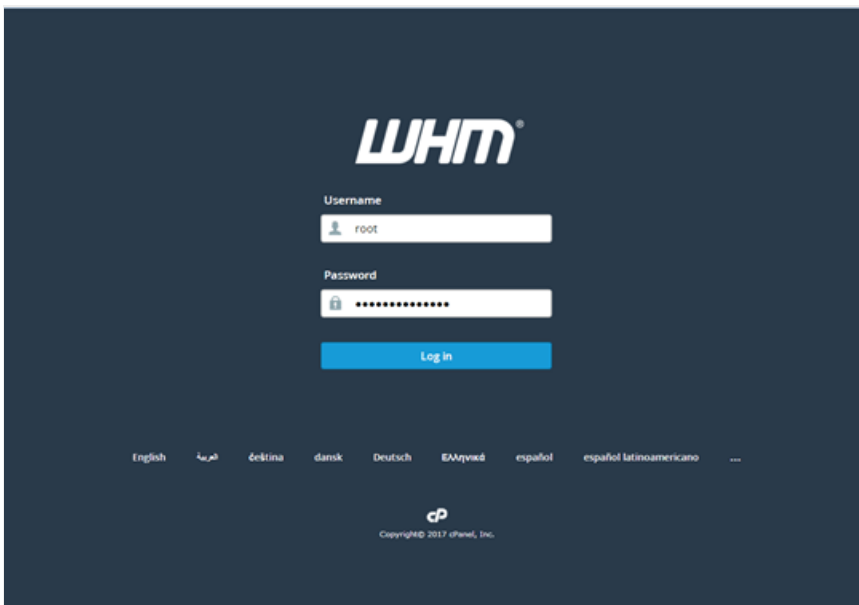 WHM®
Username
root
Password
••••••••••••••
Log in
English العربية čeština dansk Deutsch Ελληνικά español español latinoamericano ....
cP
Copyright© 2017 cPanel, Inc.